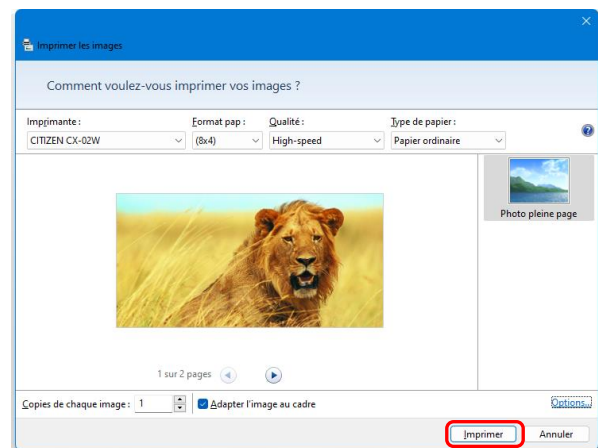 Imprimer les images
Comment voulez-vous imprimer vos images ?
Imprimante : Format pap : Qualité : Type de papier :
CITIZEN CX-02W (8x4) High-speed Papier ordinaire
Photo pleine page
1 sur 2 pages
Copies de chaque image : 1 Adapter l'image au cadre Options...
Imprimer Annuler